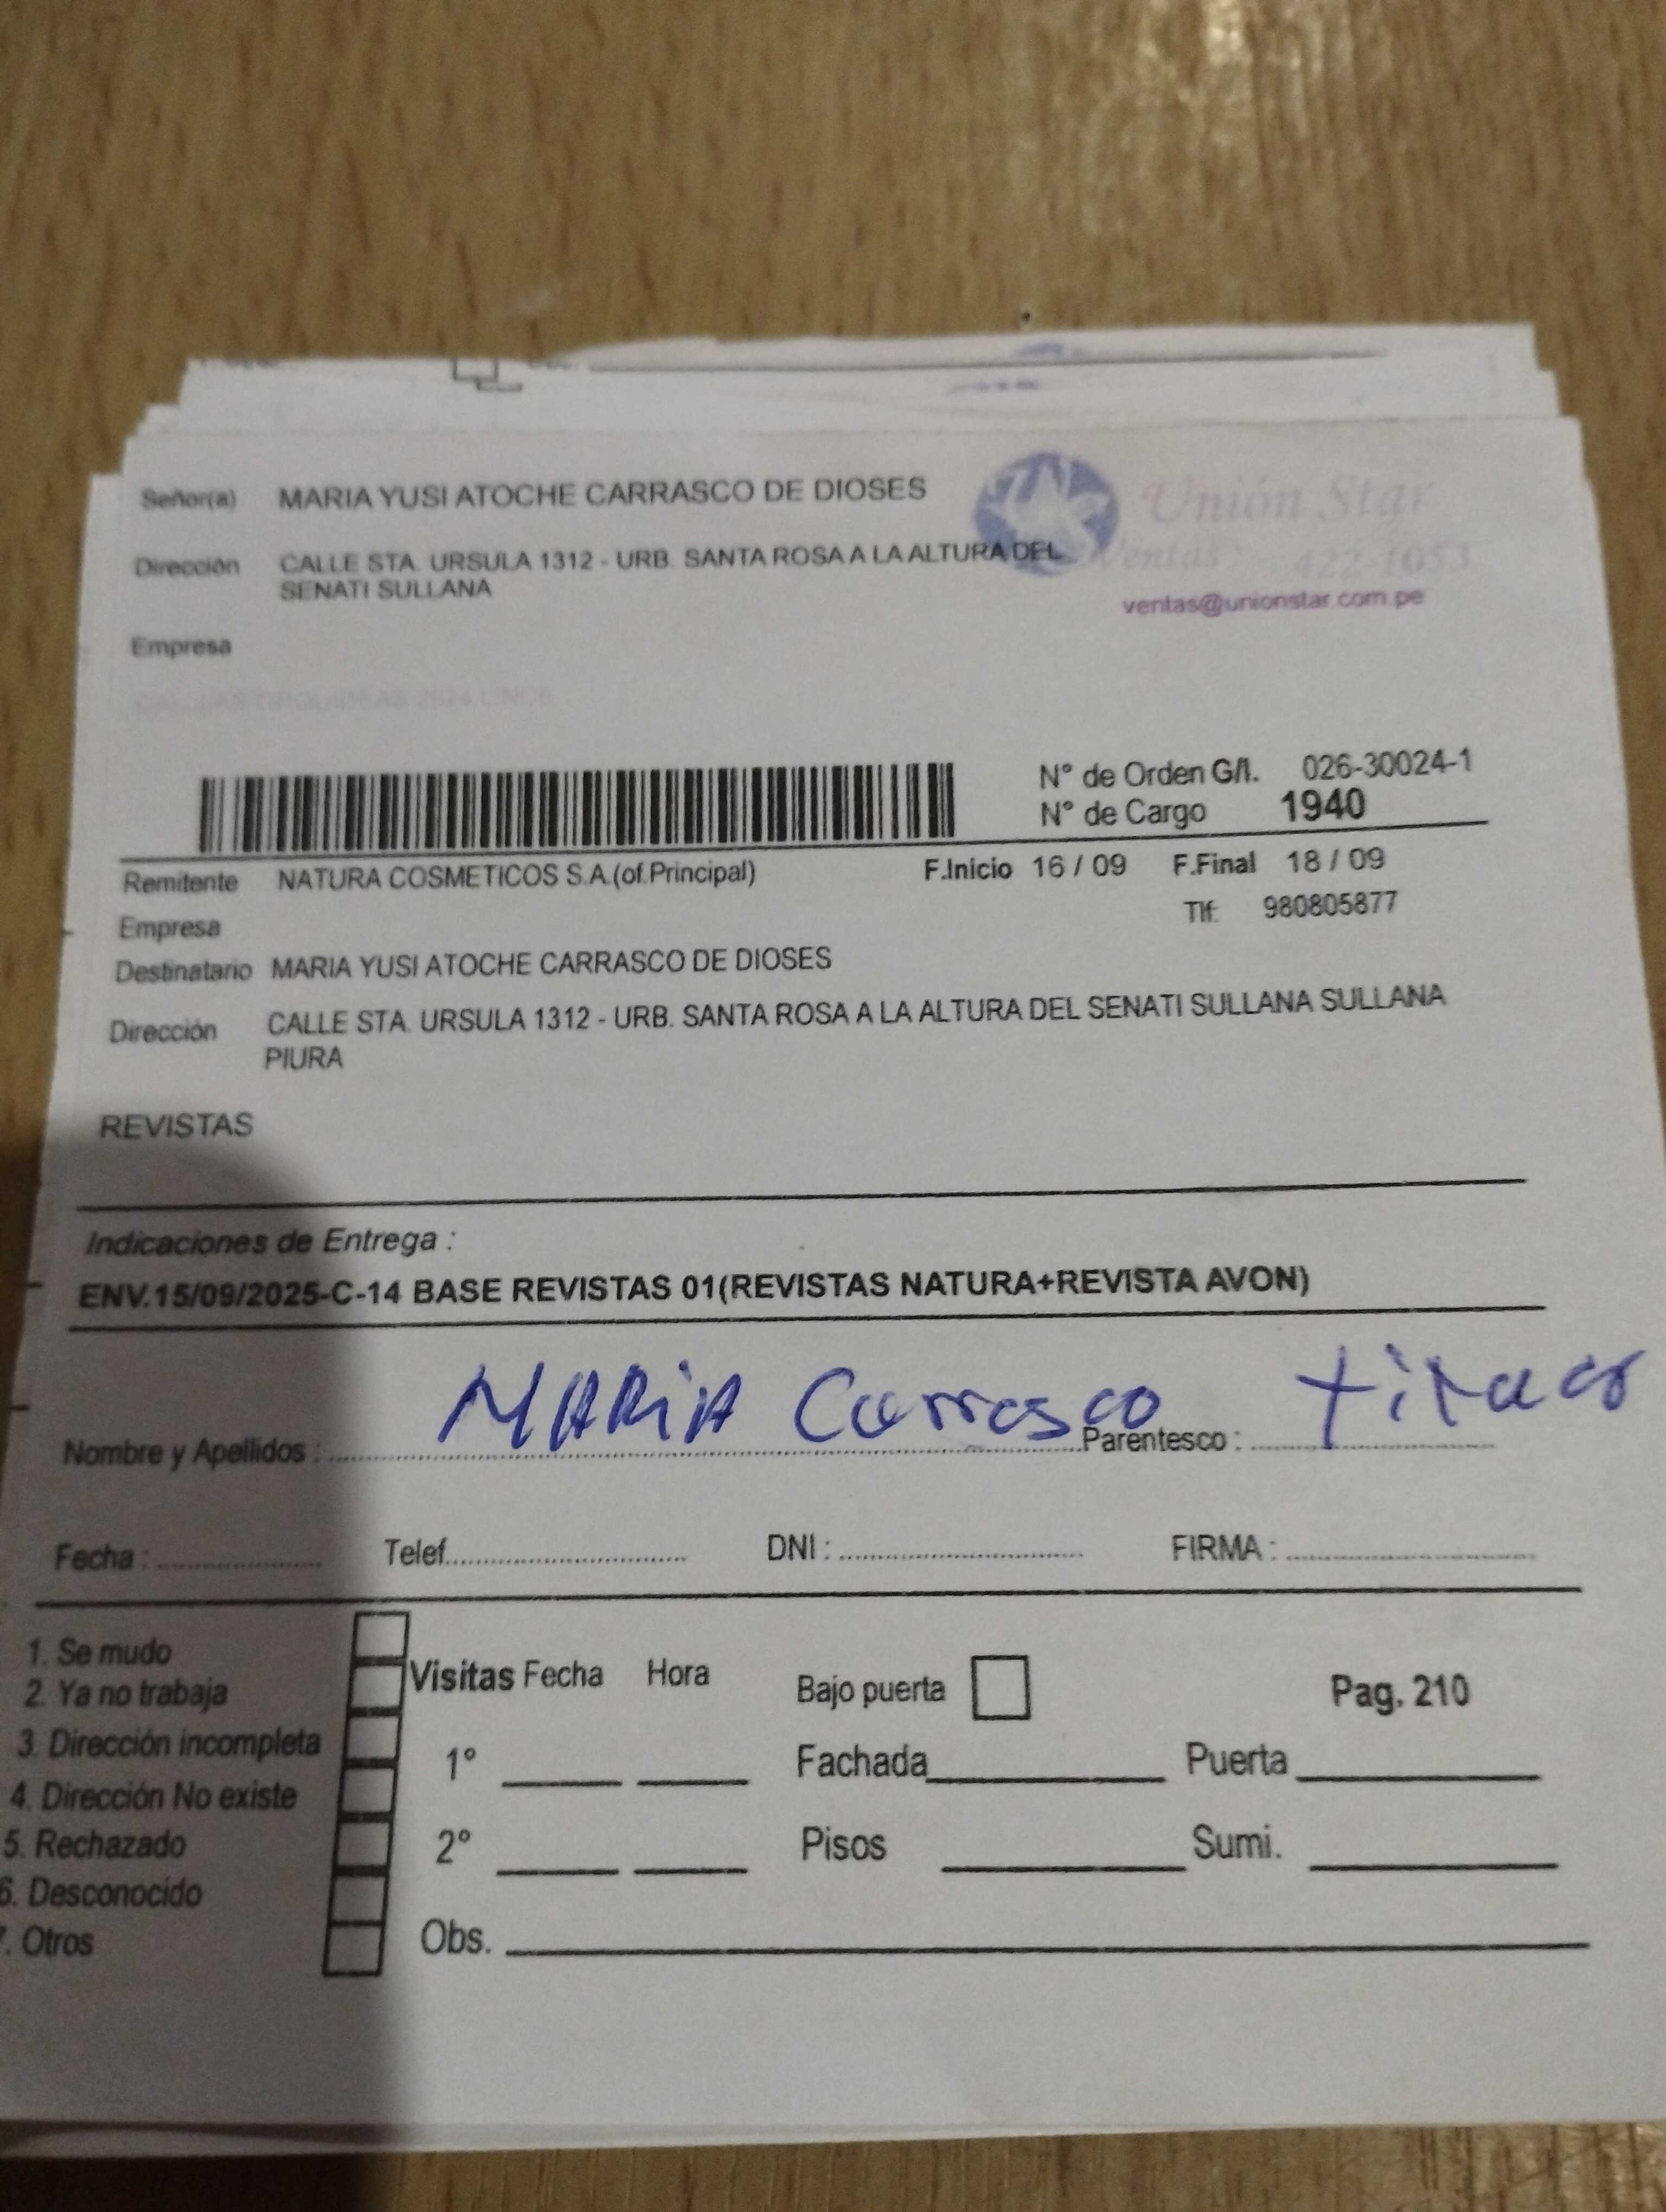 Señor(a) MARIA YUSI ATOCHE CARRASCO DE DIOSES
Unión Star
Dirección CALLE STA. URSULA 1312 - URB. SANTA ROSA A LA ALTURA DEL
SENATI SULLANA
Ventas: 422-1053
ventas@unionstar.com.pe
Empresa
N° de Orden G/I. 026-30024-1
N° de Cargo 1940
Remitente NATURA COSMETICOS S.A.(of.Principal) F.Inicio 16 / 09 F.Final 18 / 09
Empresa Tlf: 980805877
Destinatario MARIA YUSI ATOCHE CARRASCO DE DIOSES
Dirección CALLE STA. URSULA 1312 - URB. SANTA ROSA A LA ALTURA DEL SENATI SULLANA SULLANA
PIURA
REVISTAS
Indicaciones de Entrega :
ENV.15/09/2025-C-14 BASE REVISTAS 01(REVISTAS NATURA+REVISTA AVON)
Nombre y Apellidos : MARIA Carrasco Parentesco :
Fecha : Telef. DNI : FIRMA :
1. Se mudo
2. Ya no trabaja
3. Dirección incompleta
4. Dirección No existe
5. Rechazado
6. Desconocido
7. Otros
Visitas Fecha Hora Bajo puerta Pag. 210
1° Fachada Puerta
2° Pisos Sumi.
Obs.